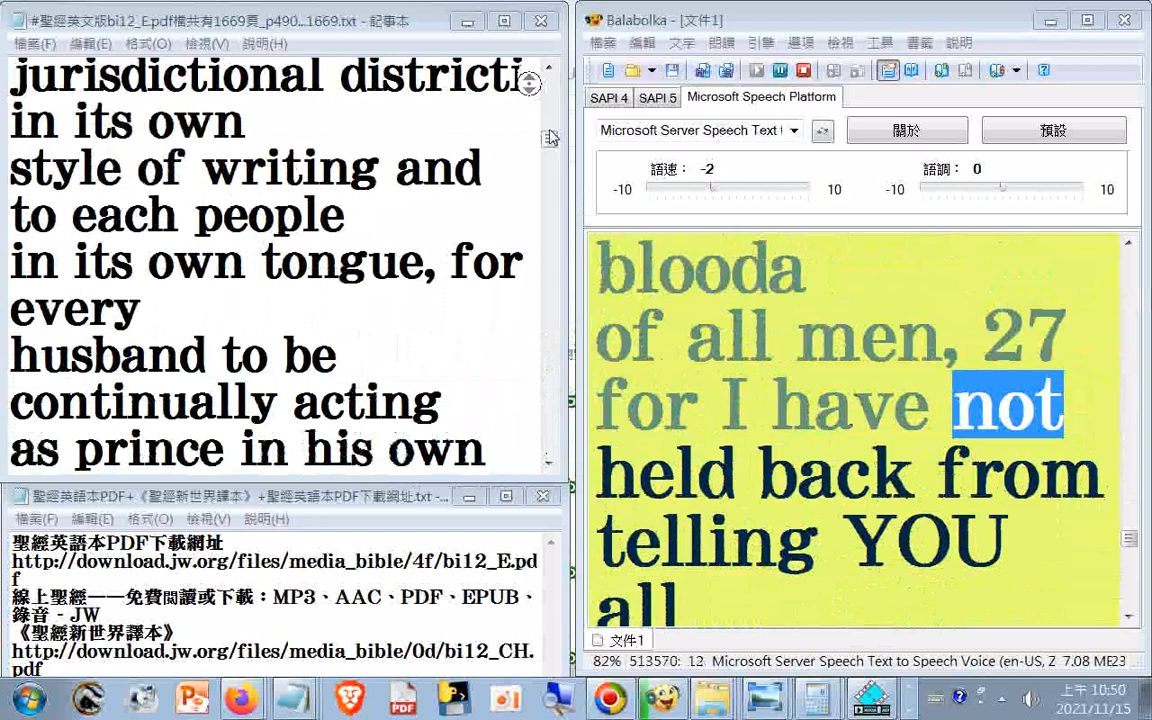 #聖經英文版bi12_E.pdf檔共有1669頁_p490...1669.txt - 記事本
檔案(F) 編輯(E) 格式(O) 檢視(V) 說明(H)
jurisdictional districti
in its own
style of writing and
to each people
in its own tongue, for
every
husband to be
continually acting
as prince in his own
聖經英語本PDF+《聖經新世界譯本》+聖經英語本PDF下載網址.txt -...
檔案(F) 編輯(E) 格式(O) 檢視(V) 說明(H)
聖經英語本PDF下載網址
http://download.jw.org/files/media_bible/4f/bi12_E.pd
f
線上聖經——免費閱讀或下載：MP3、AAC、PDF、EPUB、
錄音 - JW
《聖經新世界譯本》
http://download.jw.org/files/media_bible/0d/bi12_CH.
pdf
Balabolka - [文件1]
檔案 編輯 文字 朗讀 引擎 選項 檢視 工具 書籤 說明
SAPI 4 SAPI 5 Microsoft Speech Platform
Microsoft Server Speech Text 關於 預設
語速： -2 語調： 0
-10 10 -10 10
blooda
of all men, 27
for I have not
held back from
telling YOU
all
文件1
82% 513570: 12 Microsoft Server Speech Text to Speech Voice (en-US, Z 7.08 ME23
上午 10:50
2021/11/15